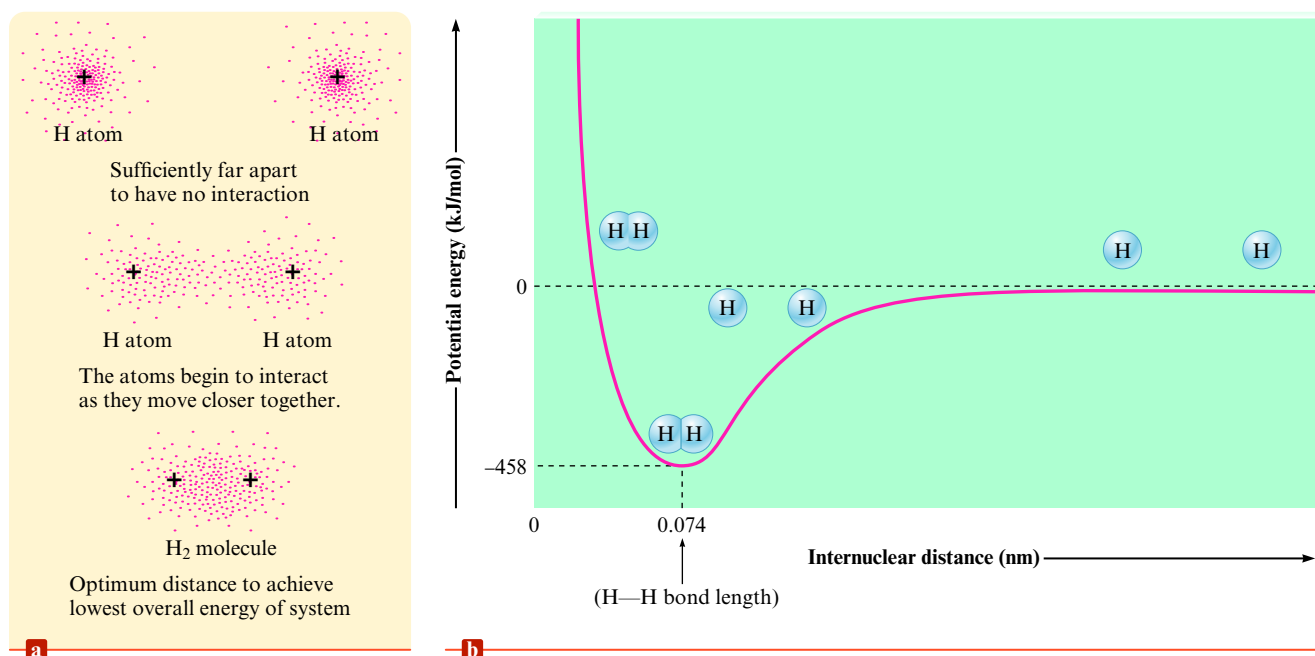 H atom
H atom
Sufficiently far apart
to have no interaction
H atom
H atom
The atoms begin to interact
as they move closer together.
H₂ molecule
Optimum distance to achieve
lowest overall energy of system
a
Potential energy (kJ/mol)
0
–458
H H
H
H
H
H
H H
0
0.074
Internuclear distance (nm)
(H—H bond length)
b